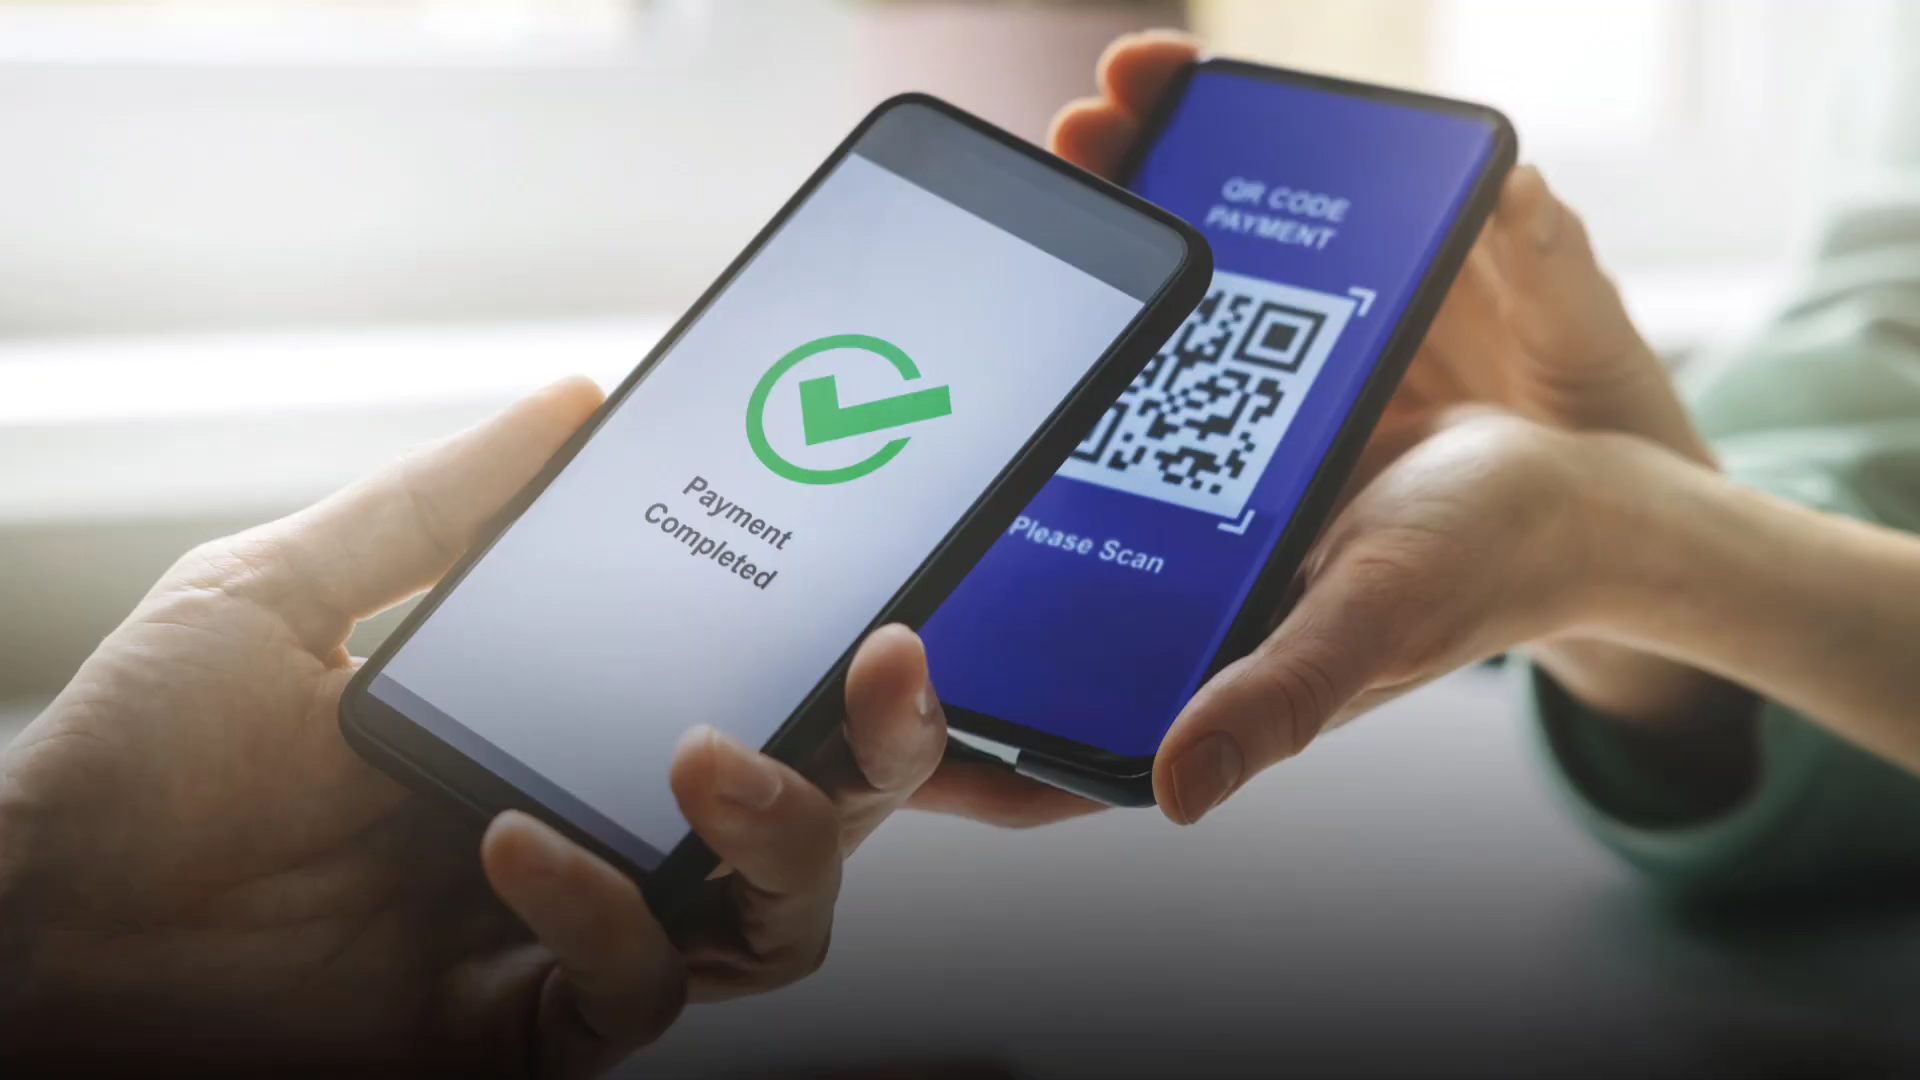 Payment
Completed
QR CODE
PAYMENT
Please Scan